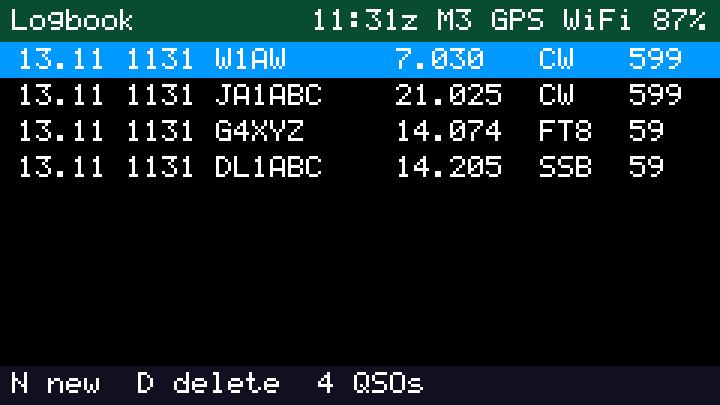 Logbook 11:31z M3 GPS WiFi 87%
13.11 1131 W1AW 7.030 CW 599
13.11 1131 JA1ABC 21.025 CW 599
13.11 1131 G4XYZ 14.074 FT8 59
13.11 1131 DL1ABC 14.205 SSB 59
N new D delete 4 QSOs